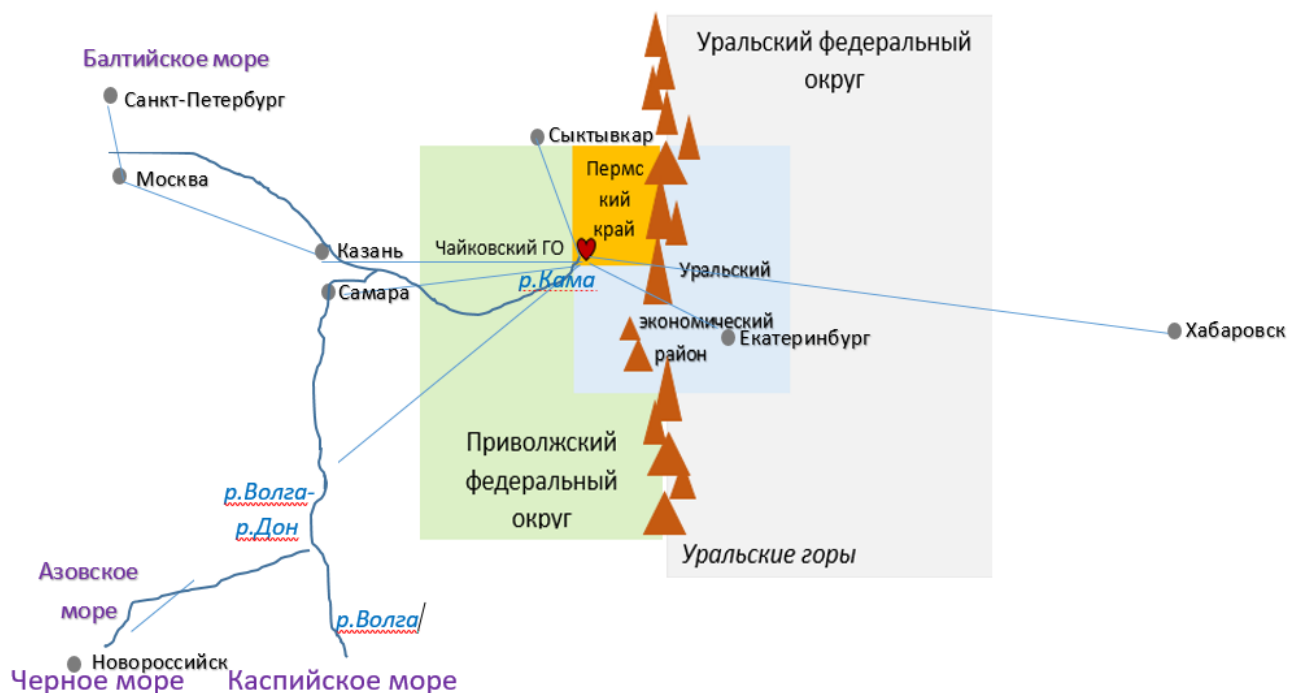 Уральский федеральный
округ
Балтийское море
Санкт-Петербург
Сыктывкар
Москва
Пермс
кий
край
Казань
Чайковский ГО
Уральский
р.Кама
Самара
экономический
район
Екатеринбург
Хабаровск
Приволжский
федеральный
округ
р.Волга-
р.Дон
Уральские горы
Азовское
море
р.Волга/
Новороссийск
Черное море
Каспийское море